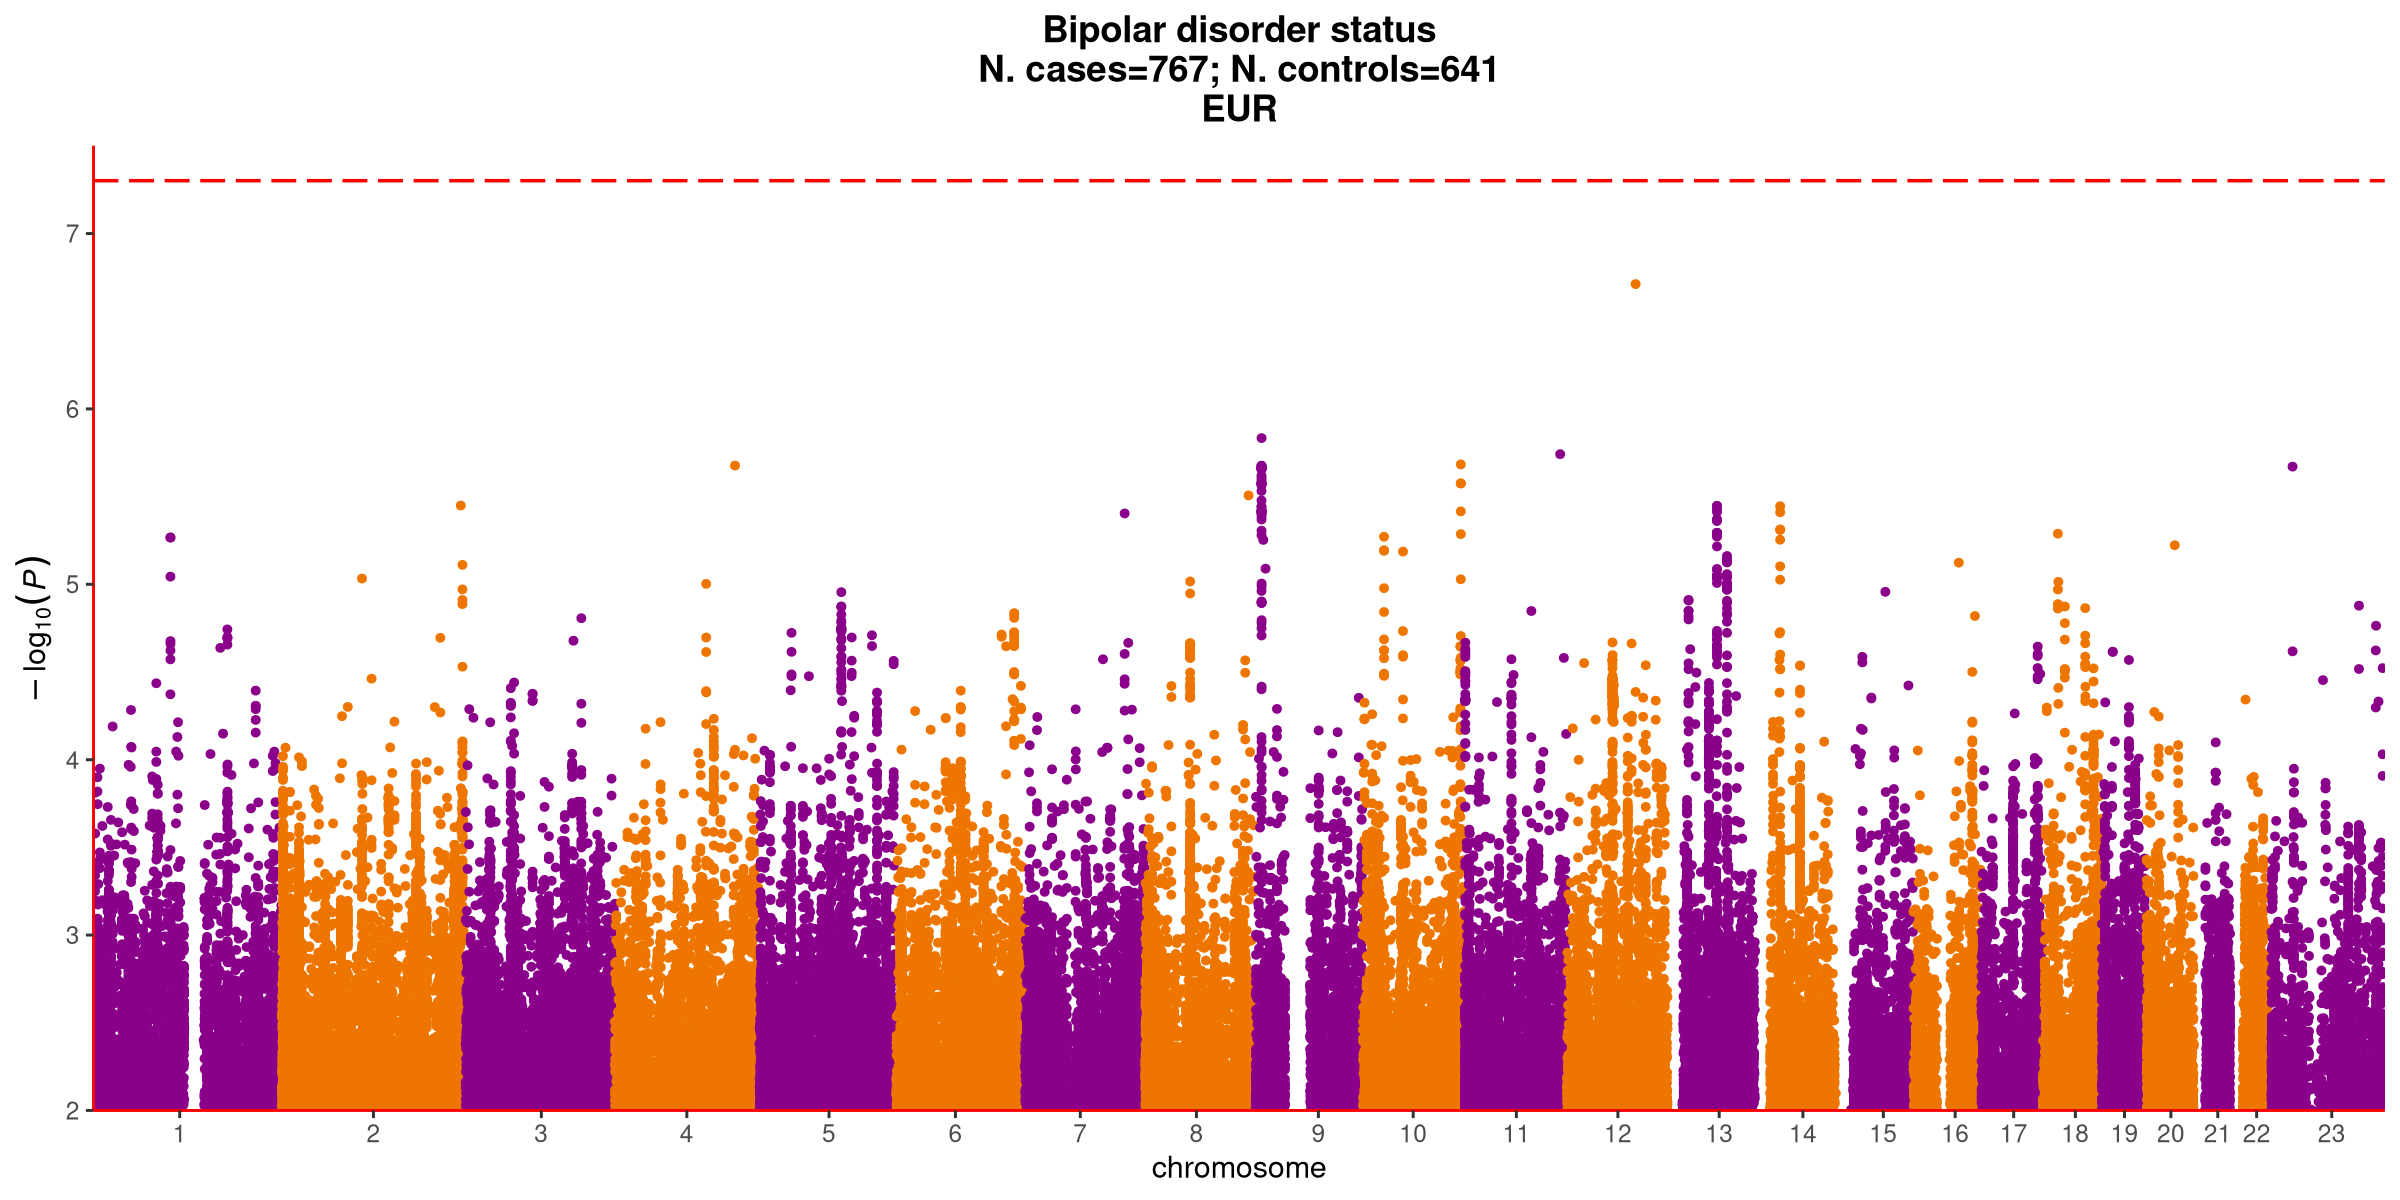 Bipolar disorder status
N. cases=767; N. controls=641
EUR
7
6
5
4
3
2
−log₁₀(P)
1 2 3 4 5 6 7 8 9 10 11 12 13 14 15 16 17 18 19 20 21 22 23
chromosome